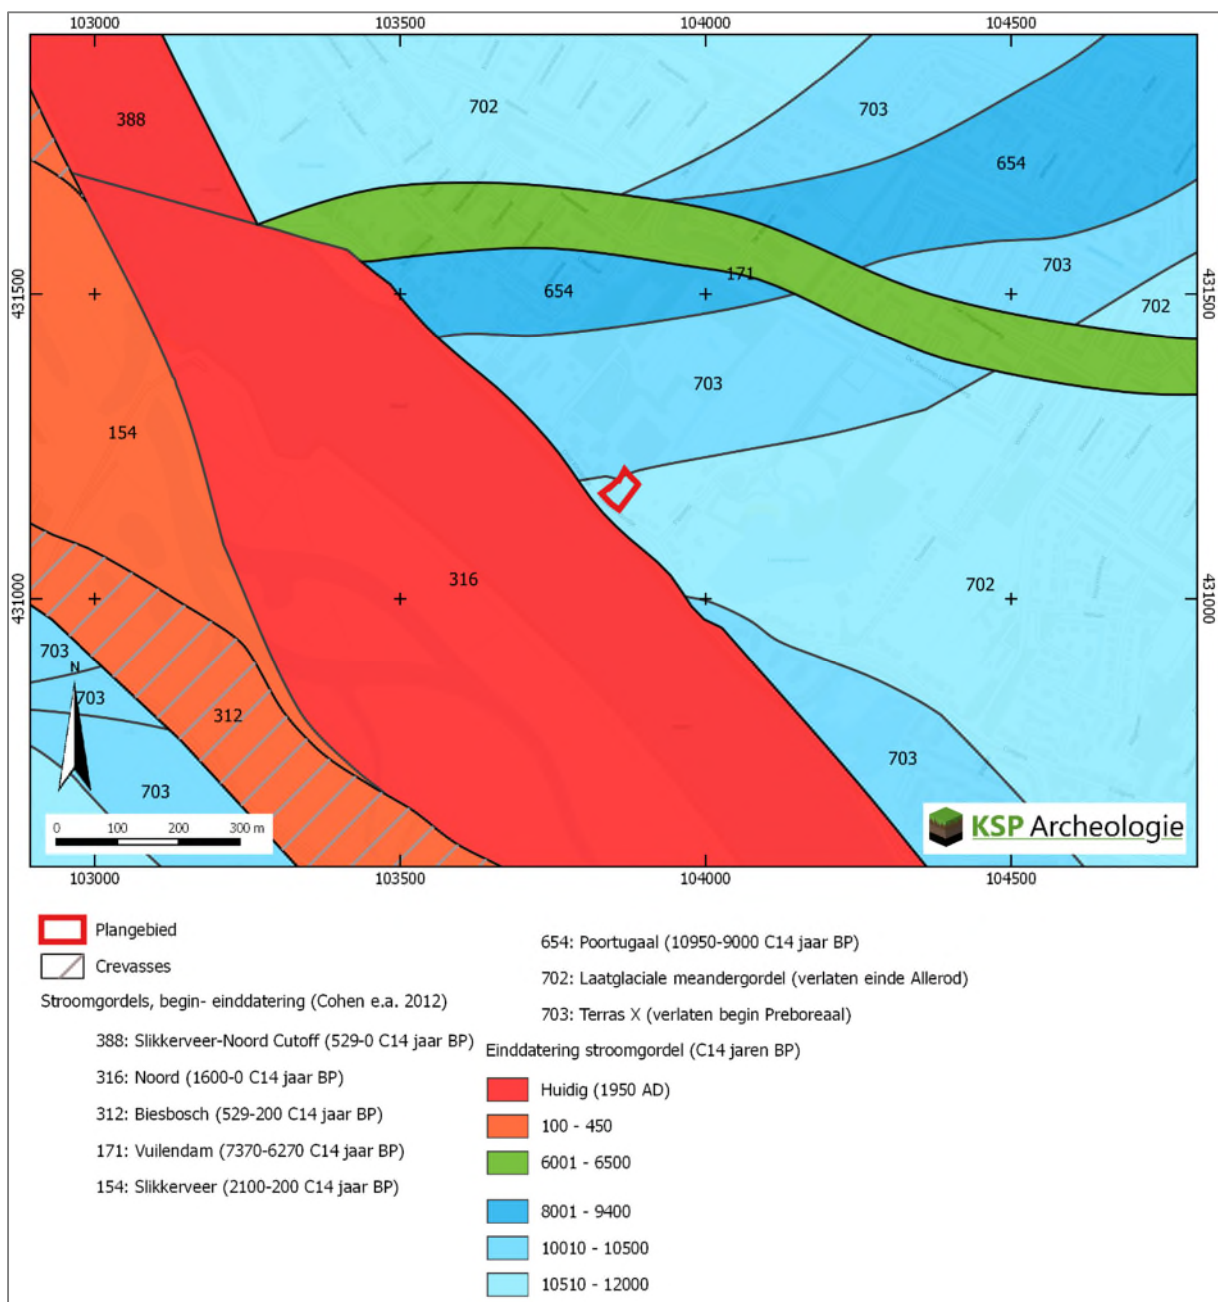 103000 103500 104000 104500
702
703
388
654
703
171
431500 654 702 431500
703
154
316
431000 702 431000
703
N
703
312
703
703
0 100 200 300 m
KSP Archeologie
103000 103500 104000 104500
Plangebied
Crevasses
Stroomgordels, begin- einddatering (Cohen e.a. 2012)
388: Slikkerveer-Noord Cutoff (529-0 C14 jaar BP)
316: Noord (1600-0 C14 jaar BP)
312: Biesbosch (529-200 C14 jaar BP)
171: Vuilendam (7370-6270 C14 jaar BP)
154: Slikkerveer (2100-200 C14 jaar BP)
654: Poortugaal (10950-9000 C14 jaar BP)
702: Laatglaciale meandergordel (verlaten einde Allerod)
703: Terras X (verlaten begin Preboreaal)
Einddatering stroomgordel (C14 jaren BP)
Huidig (1950 AD)
100 - 450
6001 - 6500
8001 - 9400
10010 - 10500
10510 - 12000